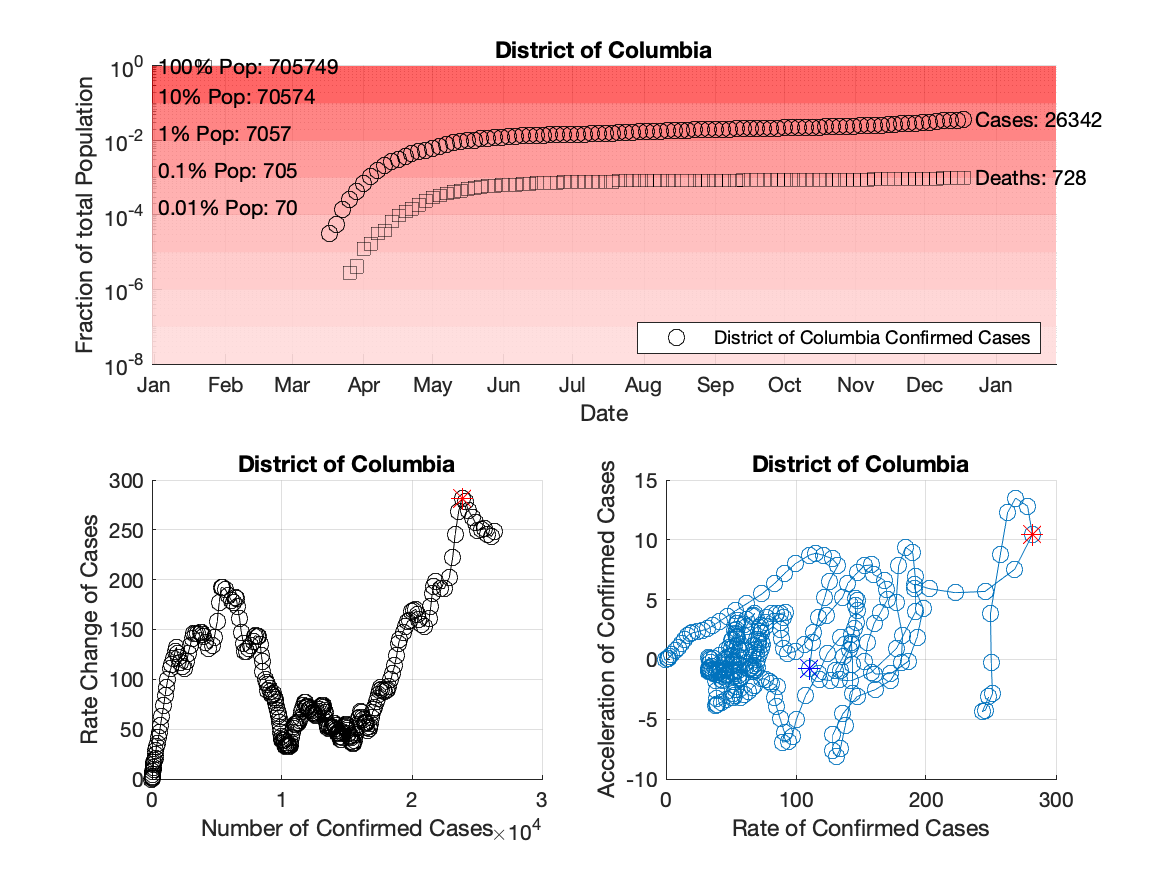 District of Columbia
10^0
100% Pop: 705749
10% Pop: 70574
10^-2
1% Pop: 7057
Cases: 26342
0.1% Pop: 705
Deaths: 728
10^-4
0.01% Pop: 70
10^-6
10^-8
Fraction of total Population
District of Columbia Confirmed Cases
Jan Feb Mar Apr May Jun Jul Aug Sep Oct Nov Dec Jan
Date
District of Columbia
300
250
200
150
100
50
0
Rate Change of Cases
0 1 2 3
Number of Confirmed Cases
×10^4
District of Columbia
15
10
5
0
-5
-10
Acceleration of Confirmed Cases
0 100 200 300
Rate of Confirmed Cases